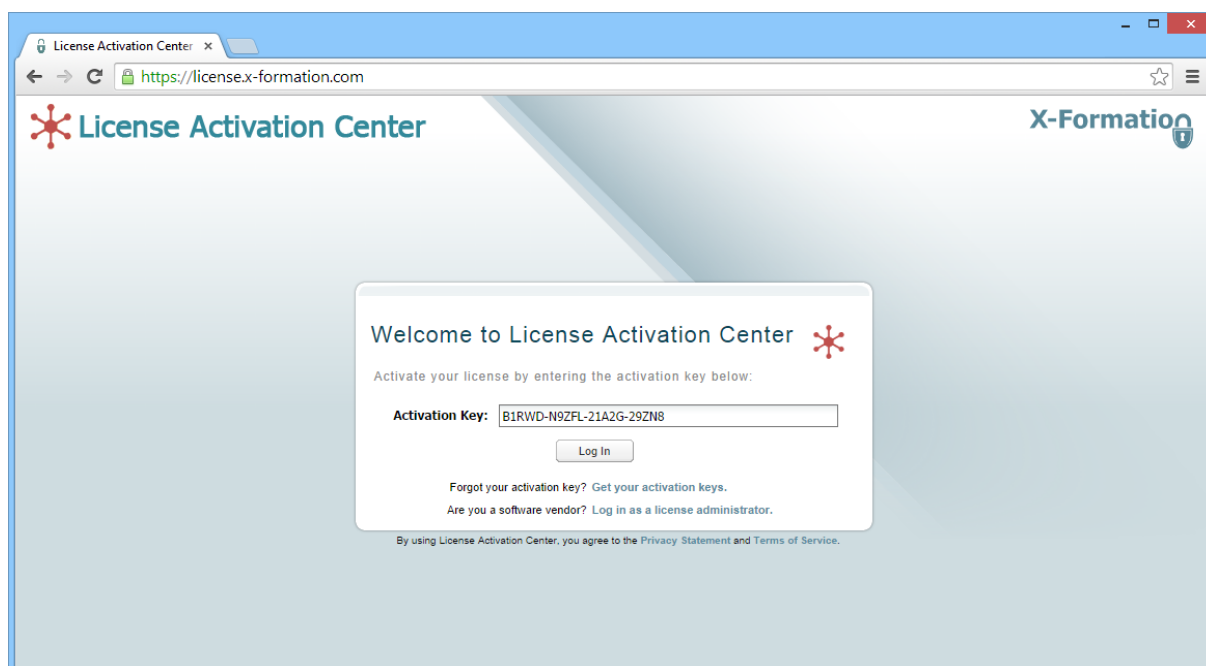 License Activation Center
https://license.x-formation.com
License Activation Center
X-Formation
Welcome to License Activation Center
Activate your license by entering the activation key below:
Activation Key: B1RWD-N9ZFL-21A2G-29ZN8
Log In
Forgot your activation key? Get your activation keys.
Are you a software vendor? Log in as a license administrator.
By using License Activation Center, you agree to the Privacy Statement and Terms of Service.